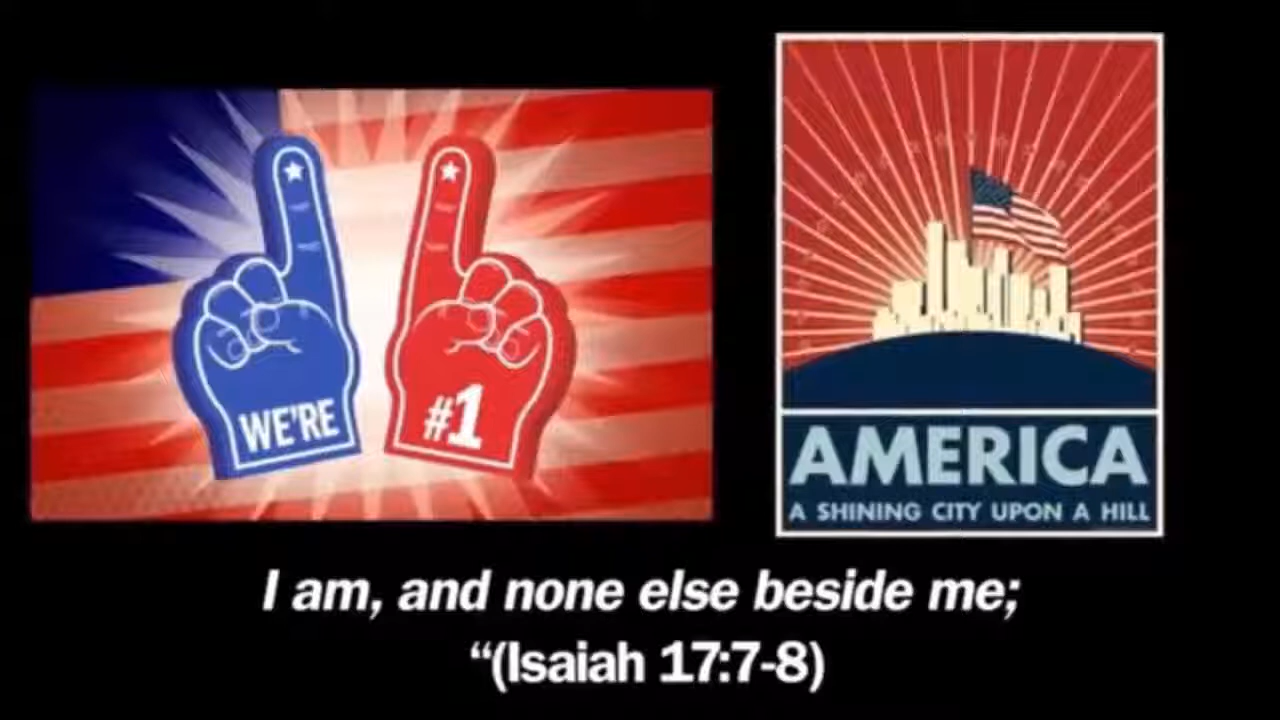 WE'RE
#1
AMERICA
A SHINING CITY UPON A HILL
I am, and none else beside me;
“(Isaiah 17:7-8)